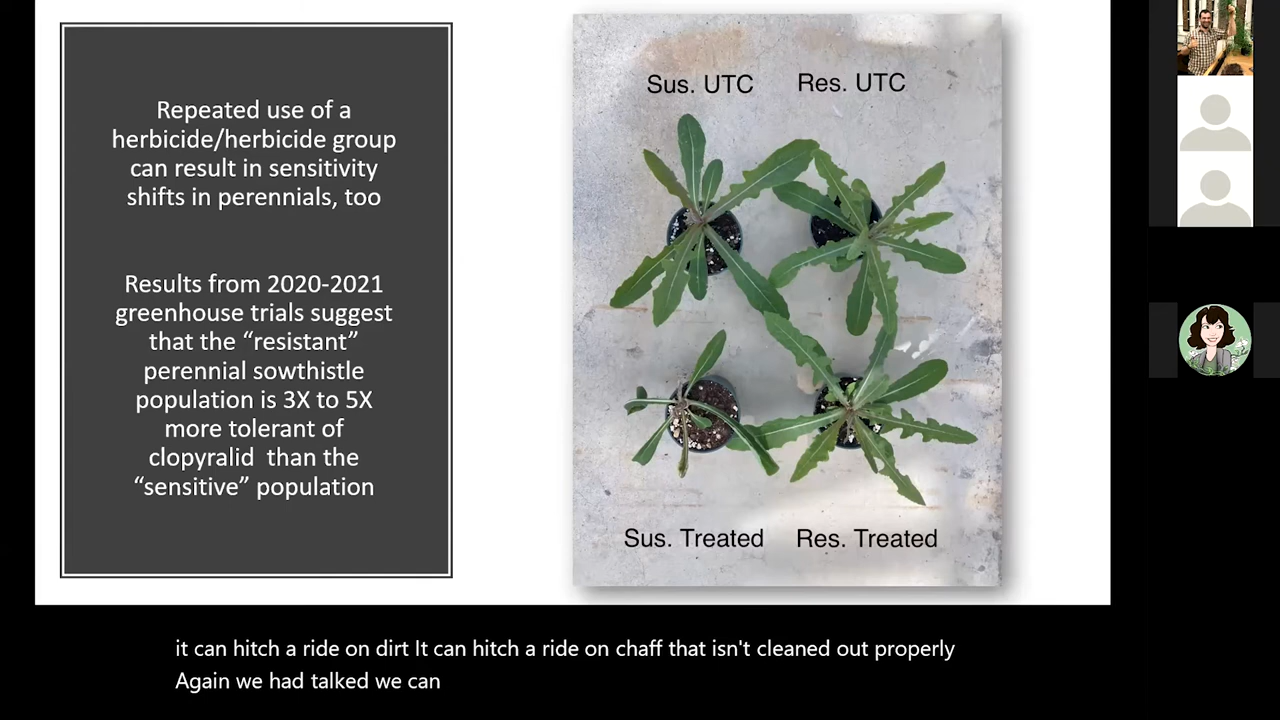 Repeated use of a
herbicide/herbicide group
can result in sensitivity
shifts in perennials, too
Results from 2020-2021
greenhouse trials suggest
that the “resistant”
perennial sowthistle
population is 3X to 5X
more tolerant of
clopyralid than the
“sensitive” population
Sus. UTC Res. UTC
Sus. Treated Res. Treated
it can hitch a ride on dirt It can hitch a ride on chaff that isn't cleaned out properly
Again we had talked we can